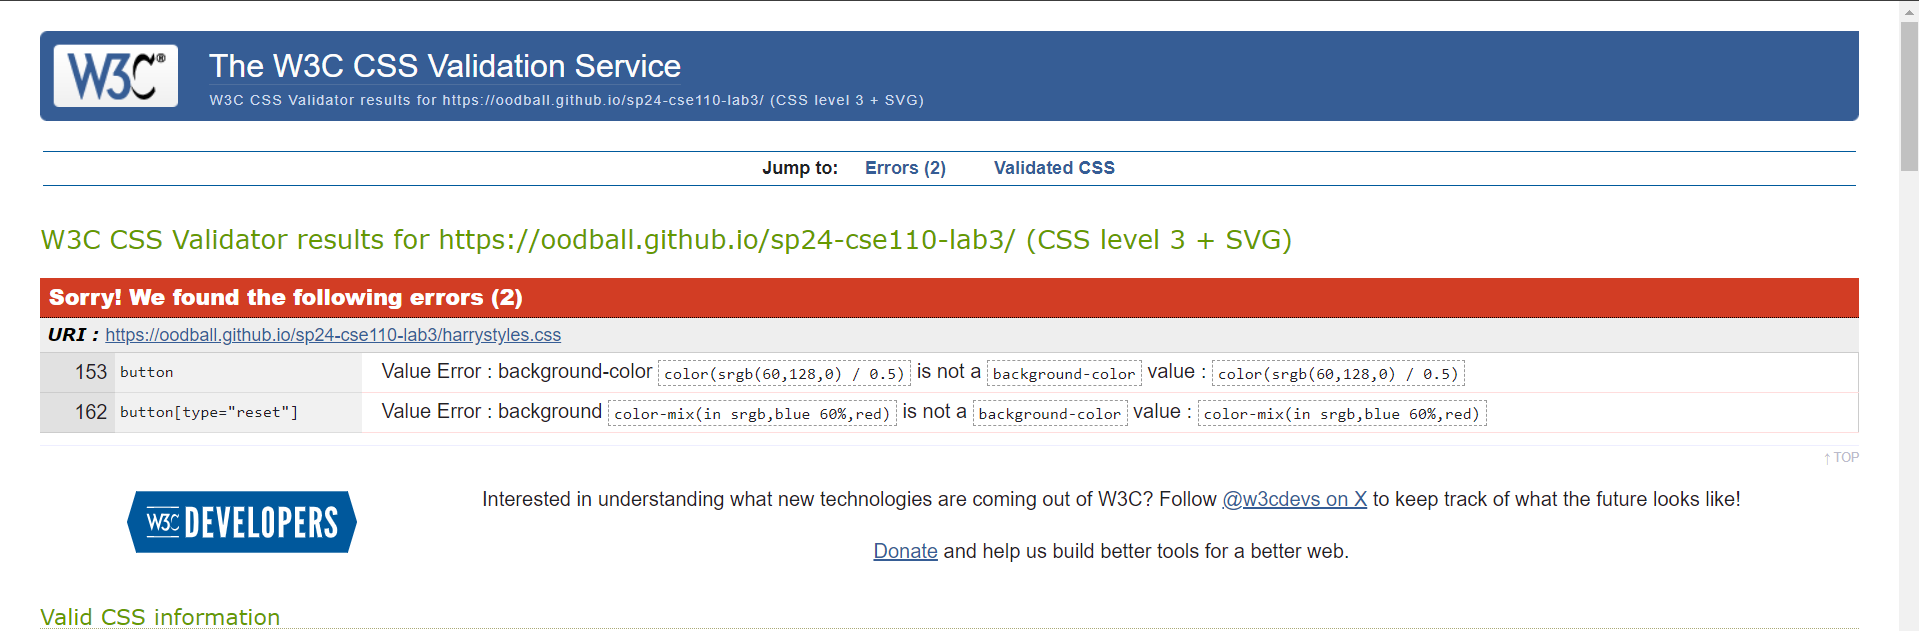 W3C®
The W3C CSS Validation Service
W3C CSS Validator results for https://oodball.github.io/sp24-cse110-lab3/ (CSS level 3 + SVG)
Jump to: Errors (2) Validated CSS
W3C CSS Validator results for https://oodball.github.io/sp24-cse110-lab3/ (CSS level 3 + SVG)
Sorry! We found the following errors (2)
URI : https://oodball.github.io/sp24-cse110-lab3/harrystyles.css
153 button Value Error : background-color color(srgb(60,128,0) / 0.5) is not a background-color value : color(srgb(60,128,0) / 0.5)
162 button[type="reset"] Value Error : background color-mix(in srgb,blue 60%,red) is not a background-color value : color-mix(in srgb,blue 60%,red)
↑ TOP
W3C DEVELOPERS
Interested in understanding what new technologies are coming out of W3C? Follow @w3cdevs on X to keep track of what the future looks like!
Donate and help us build better tools for a better web.
Valid CSS information